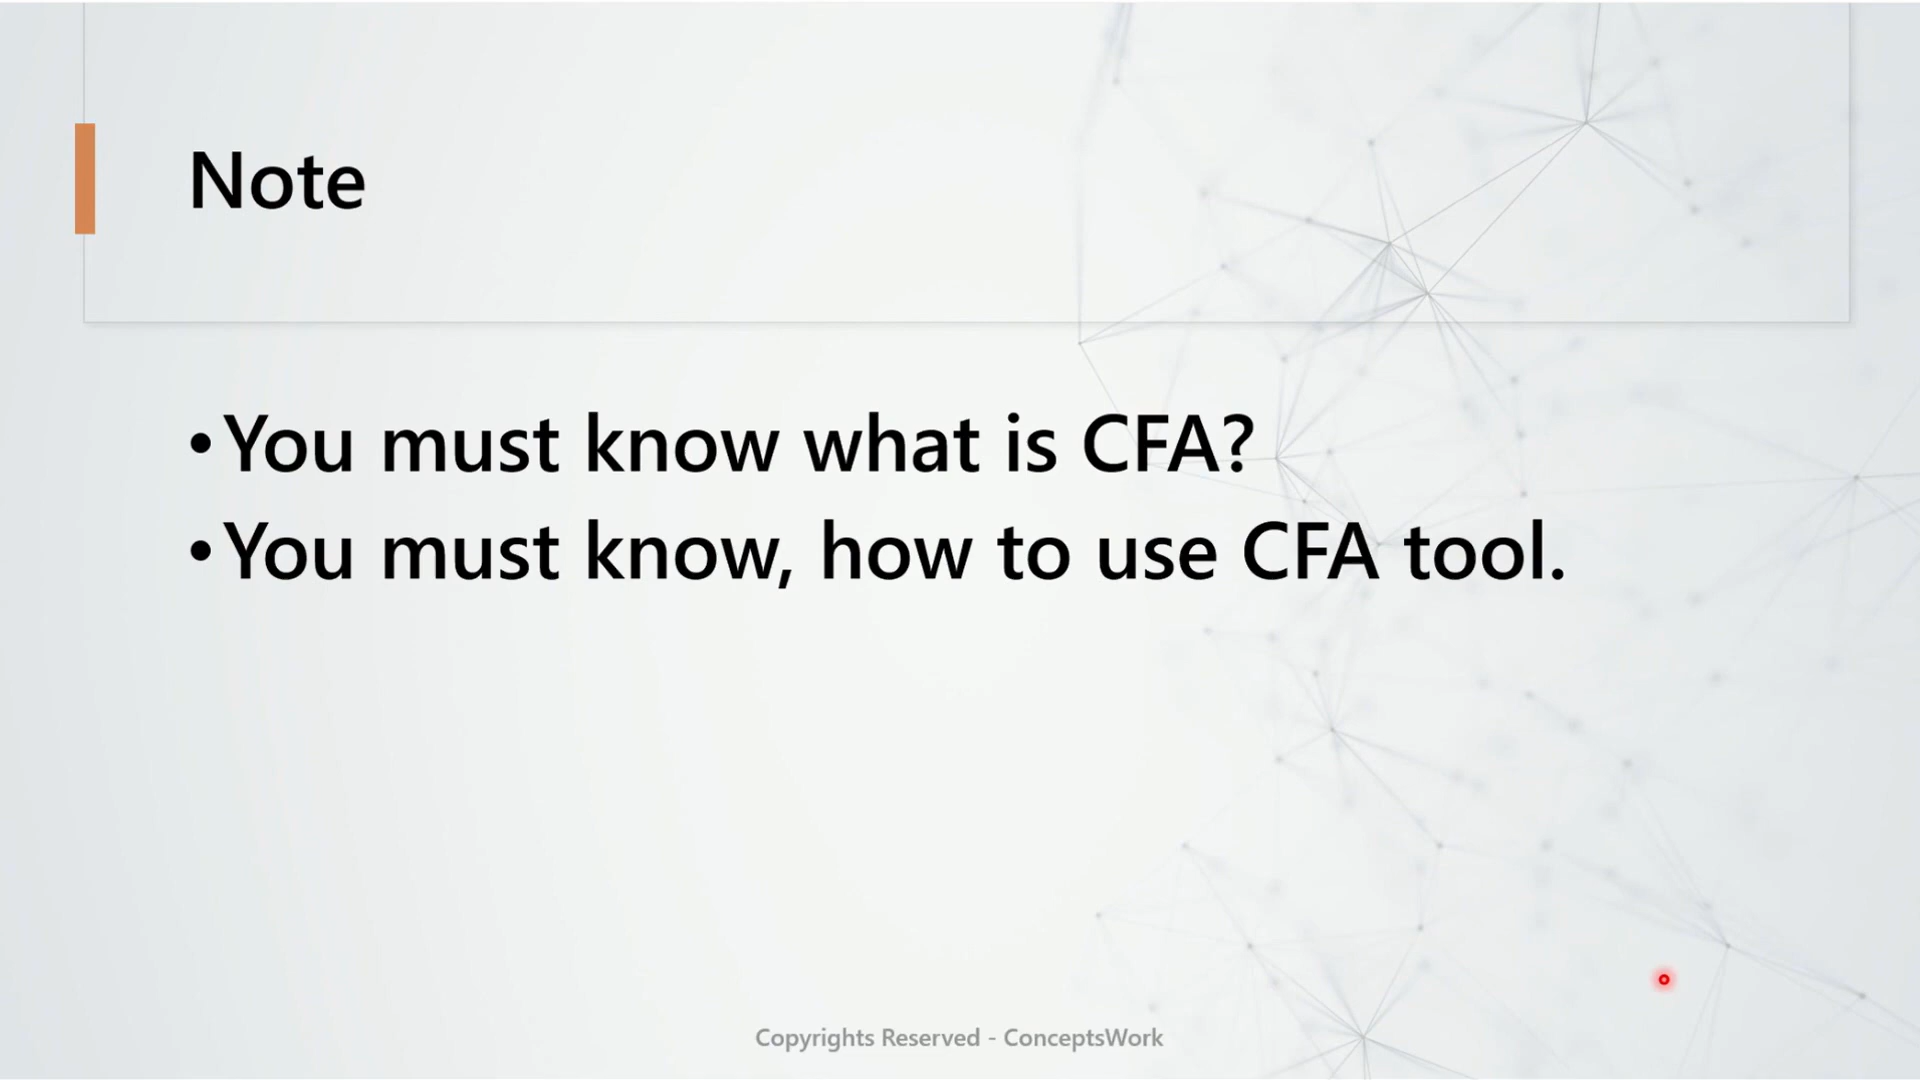 Note
•You must know what is CFA?
•You must know, how to use CFA tool.
Copyrights Reserved - ConceptsWork